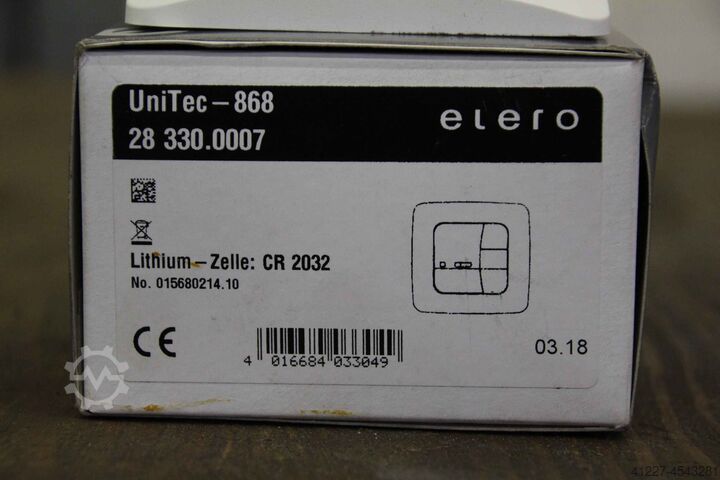 UniTec-868
28 330.0007
elero
Lithium-Zelle: CR 2032
No. 015680214.10
CE
4 016684 033049
03.18
41227-4543281